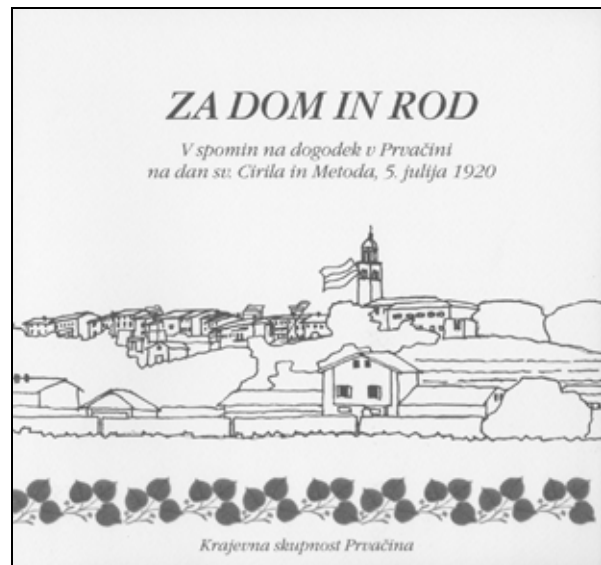 ZA DOM IN ROD
V spomin na dogodek v Prvačini
na dan sv. Cirila in Metoda, 5. julija 1920
Krajevna skupnost Prvačina